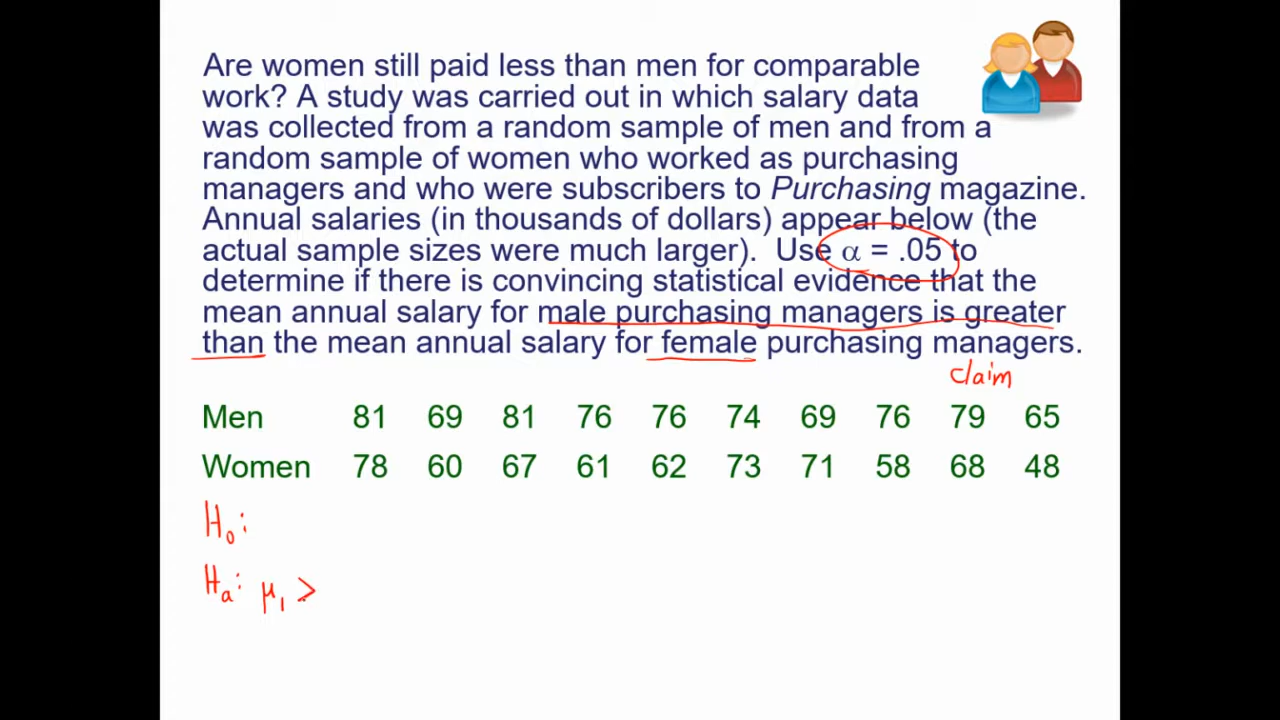 Are women still paid less than men for comparable
work? A study was carried out in which salary data
was collected from a random sample of men and from a
random sample of women who worked as purchasing
managers and who were subscribers to Purchasing magazine.
Annual salaries (in thousands of dollars) appear below (the
actual sample sizes were much larger). Use α = .05 to
determine if there is convincing statistical evidence that the
mean annual salary for male purchasing managers is greater
than the mean annual salary for female purchasing managers.
claim
Men 81 69 81 76 76 74 69 76 79 65
Women 78 60 67 61 62 73 71 58 68 48
H₀:
Hₐ: μ₁ >